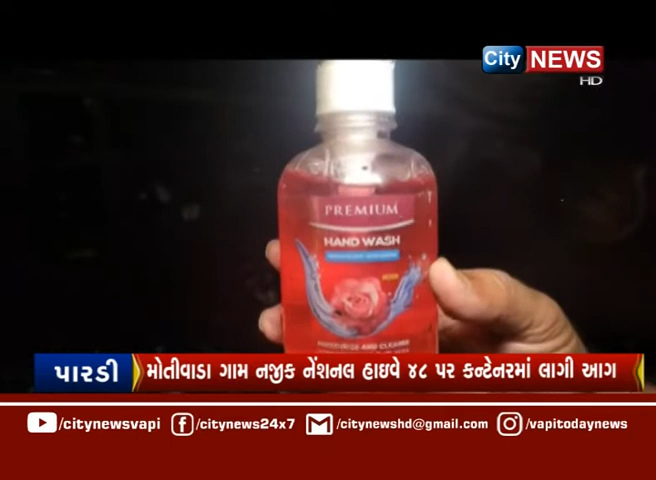 City NEWS
HD
PREMIUM
HAND WASH
પારડી
મોતીવાડા ગામ નજીક નેંશનલ હાઇવે ૪૮ પર કન્ટેનરમાં લાગી આગ
/citynewsvapi
/citynews24x7
/citynewshd@gmail.com
/vapitodaynews